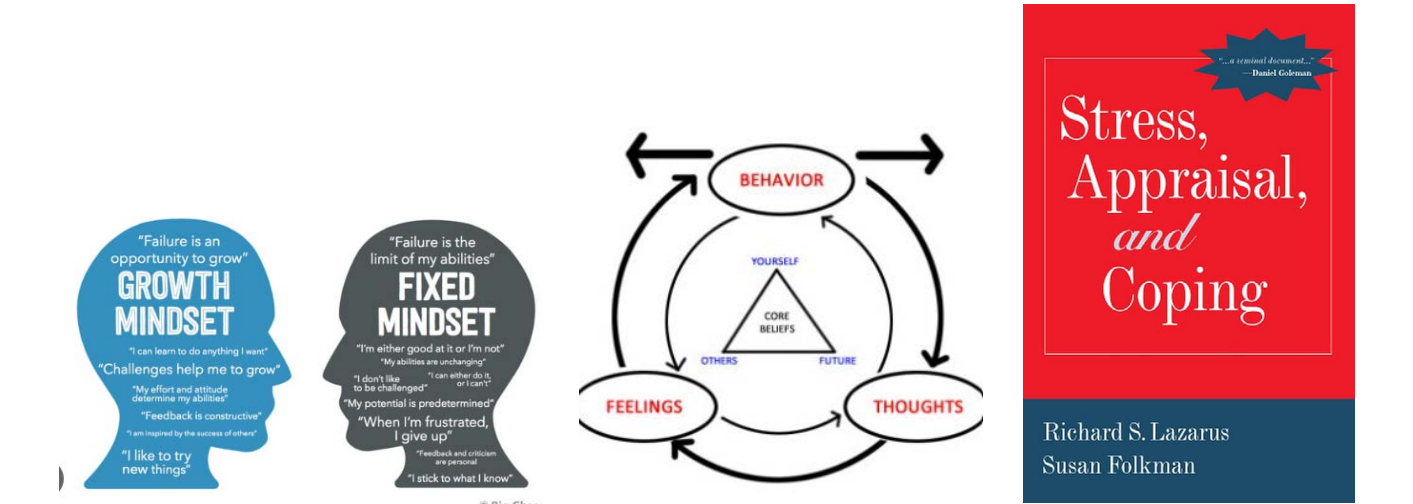 "Failure is an
opportunity to grow"
GROWTH
MINDSET
"I can learn to do anything I want"
"Challenges help me to grow"
"My effort and attitude
determine my abilities"
"Feedback is constructive"
"I am inspired by the success of others"
"I like to try
new things"
"Failure is the
limit of my abilities"
FIXED
MINDSET
"I'm either good at it or I'm not"
"My abilities are unchanging"
"I don't like
to be challenged"
"I can either do it,
or I can't"
"My potential is predetermined"
"When I'm frustrated,
I give up"
"Feedback and criticism
are personal"
"I stick to what I know"
BEHAVIOR
YOURSELF
CORE
BELIEFS
OTHERS
FUTURE
FEELINGS
THOUGHTS
"...a seminal document..."
—Daniel Goleman
Stress,
Appraisal,
and
Coping
Richard S. Lazarus
Susan Folkman